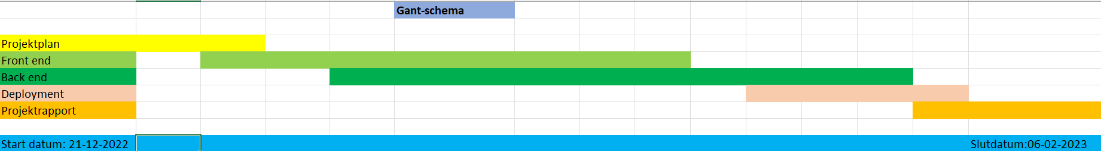 Gant-schema
Projektplan
Front end
Back end
Deployment
Projektrapport
Start datum: 21-12-2022 Slutdatum:06-02-2023